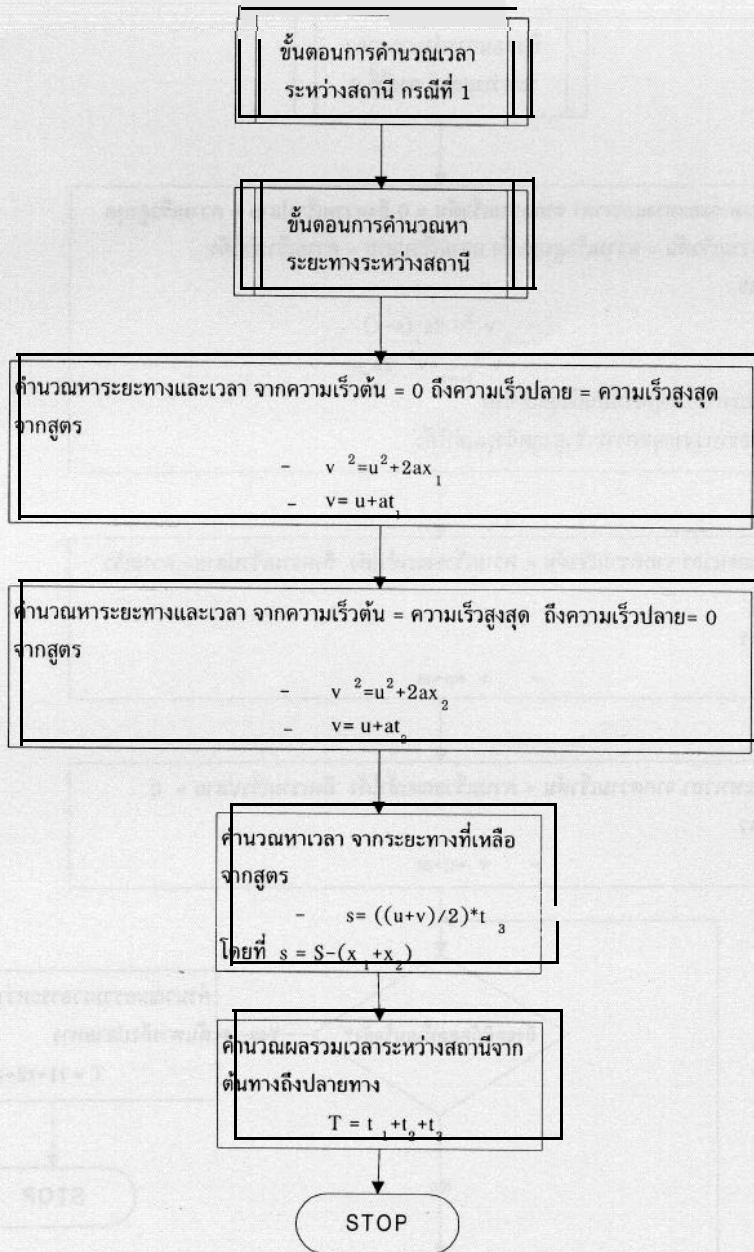 ขั้นตอนการคำนวณเวลา
ระหว่างสถานี กรณีที่ 1
ขั้นตอนการคำนวณหา
ระยะทางระหว่างสถานี
คำนวณหาระยะทางและเวลา จากความเร็วต้น = 0 ถึงความเร็วปลาย = ความเร็วสูงสุด
จากสูตร
- v ²=u²+2ax₁
- v= u+at₁
คำนวณหาระยะทางและเวลา จากความเร็วต้น = ความเร็วสูงสุด ถึงความเร็วปลาย= 0
จากสูตร
- v ²=u²+2ax₂
- v= u+at₂
คำนวณหาเวลา จากระยะทางที่เหลือ
จากสูตร
- s= ((u+v)/2)*t ₃
โดยที่ s = S-(x ₁+x₂)
คำนวณผลรวมเวลาระหว่างสถานีจาก
ต้นทางถึงปลายทาง
T = t ₁+t₂+t₃
STOP